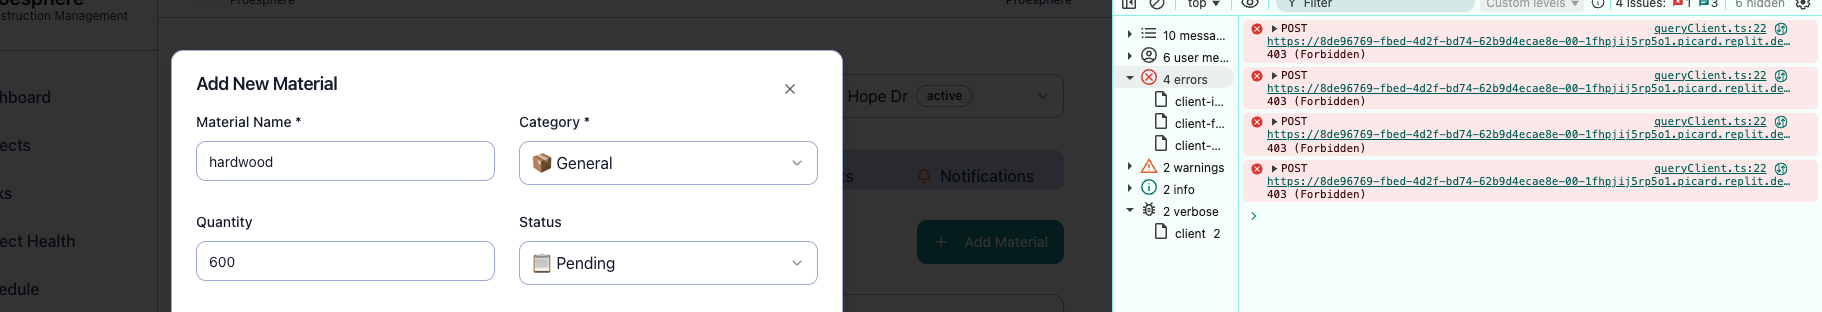 oesphere
struction Management
Proesphere
Proesphere
hboard
ects
ks
ect Health
edule
Add New Material
×
Material Name *
Category *
hardwood
General
Quantity
Status
600
Pending
Hope Dr
active
ts
Notifications
+ Add Material
top
Filter
Custom levels
4 Issues: 1 3
6 hidden
10 messa...
6 user me...
4 errors
client-i...
client-f...
client-...
2 warnings
2 info
2 verbose
client 2
POST queryClient.ts:22
https://8de96769-fbed-4d2f-bd74-62b9d4ecae8e-00-1fhpjij5rp5o1.picard.replit.de…
403 (Forbidden)
POST queryClient.ts:22
https://8de96769-fbed-4d2f-bd74-62b9d4ecae8e-00-1fhpjij5rp5o1.picard.replit.de…
403 (Forbidden)
POST queryClient.ts:22
https://8de96769-fbed-4d2f-bd74-62b9d4ecae8e-00-1fhpjij5rp5o1.picard.replit.de…
403 (Forbidden)
POST queryClient.ts:22
https://8de96769-fbed-4d2f-bd74-62b9d4ecae8e-00-1fhpjij5rp5o1.picard.replit.de…
403 (Forbidden)
>